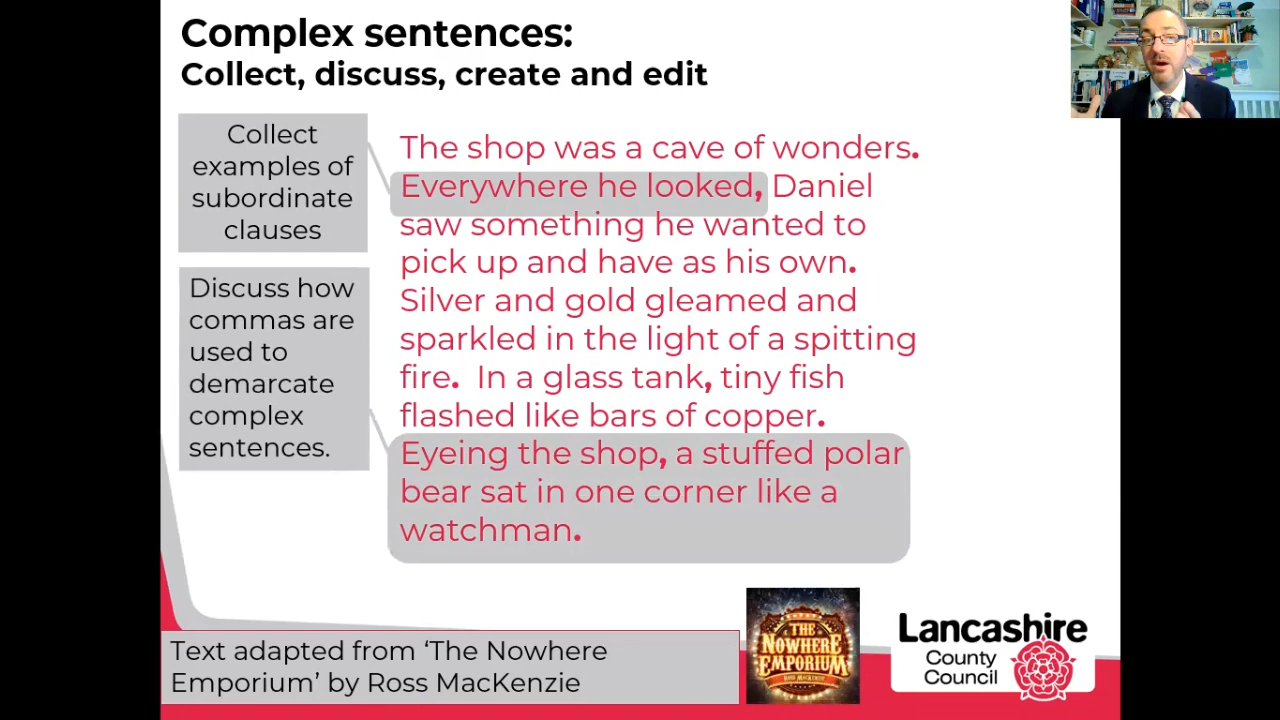 Complex sentences:
Collect, discuss, create and edit
Collect
examples of
subordinate
clauses
Discuss how
commas are
used to
demarcate
complex
sentences.
The shop was a cave of wonders.
Everywhere he looked, Daniel
saw something he wanted to
pick up and have as his own.
Silver and gold gleamed and
sparkled in the light of a spitting
fire.  In a glass tank, tiny fish
flashed like bars of copper.
Eyeing the shop, a stuffed polar
bear sat in one corner like a
watchman.
Text adapted from ‘The Nowhere
Emporium’ by Ross MacKenzie
THE
NOWHERE
EMPORIUM
ROSS MACKENZIE
Lancashire
County
Council